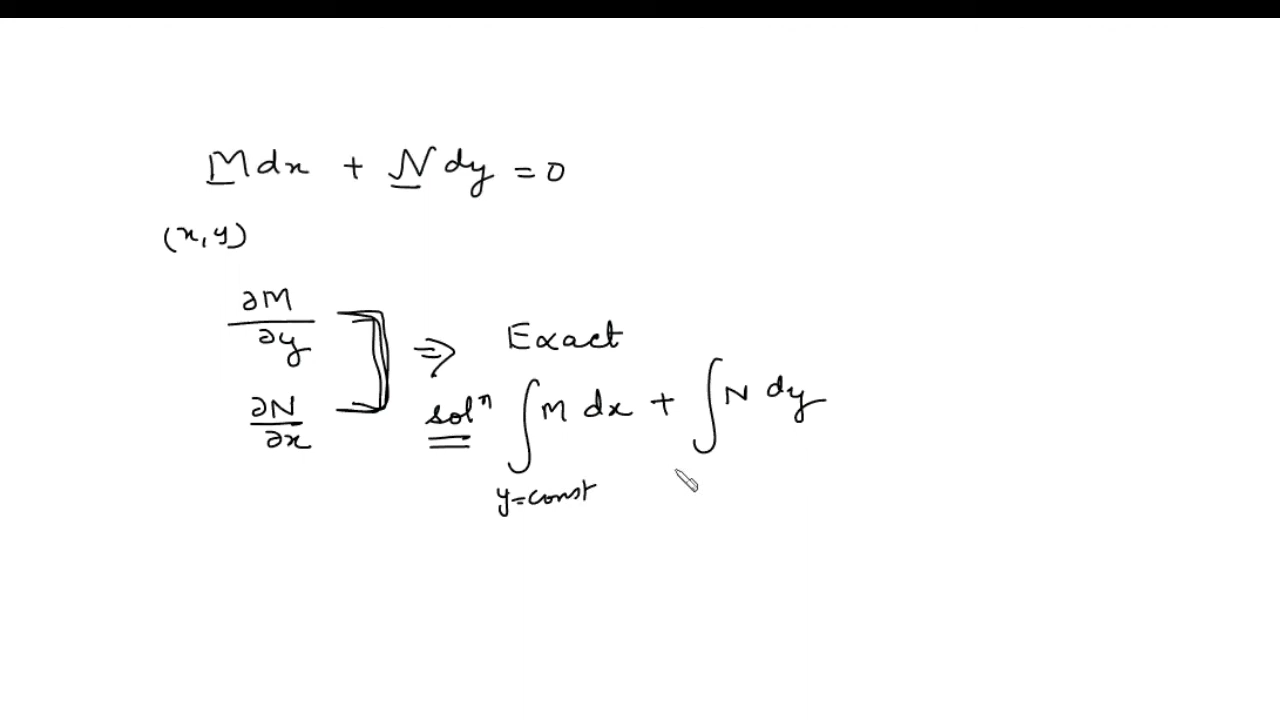 Mdx + Ndy = 0
(x, y)
∂M/∂y
∂N/∂x
⇒ Exact
solⁿ ∫ M dx + ∫ N dy
y=const